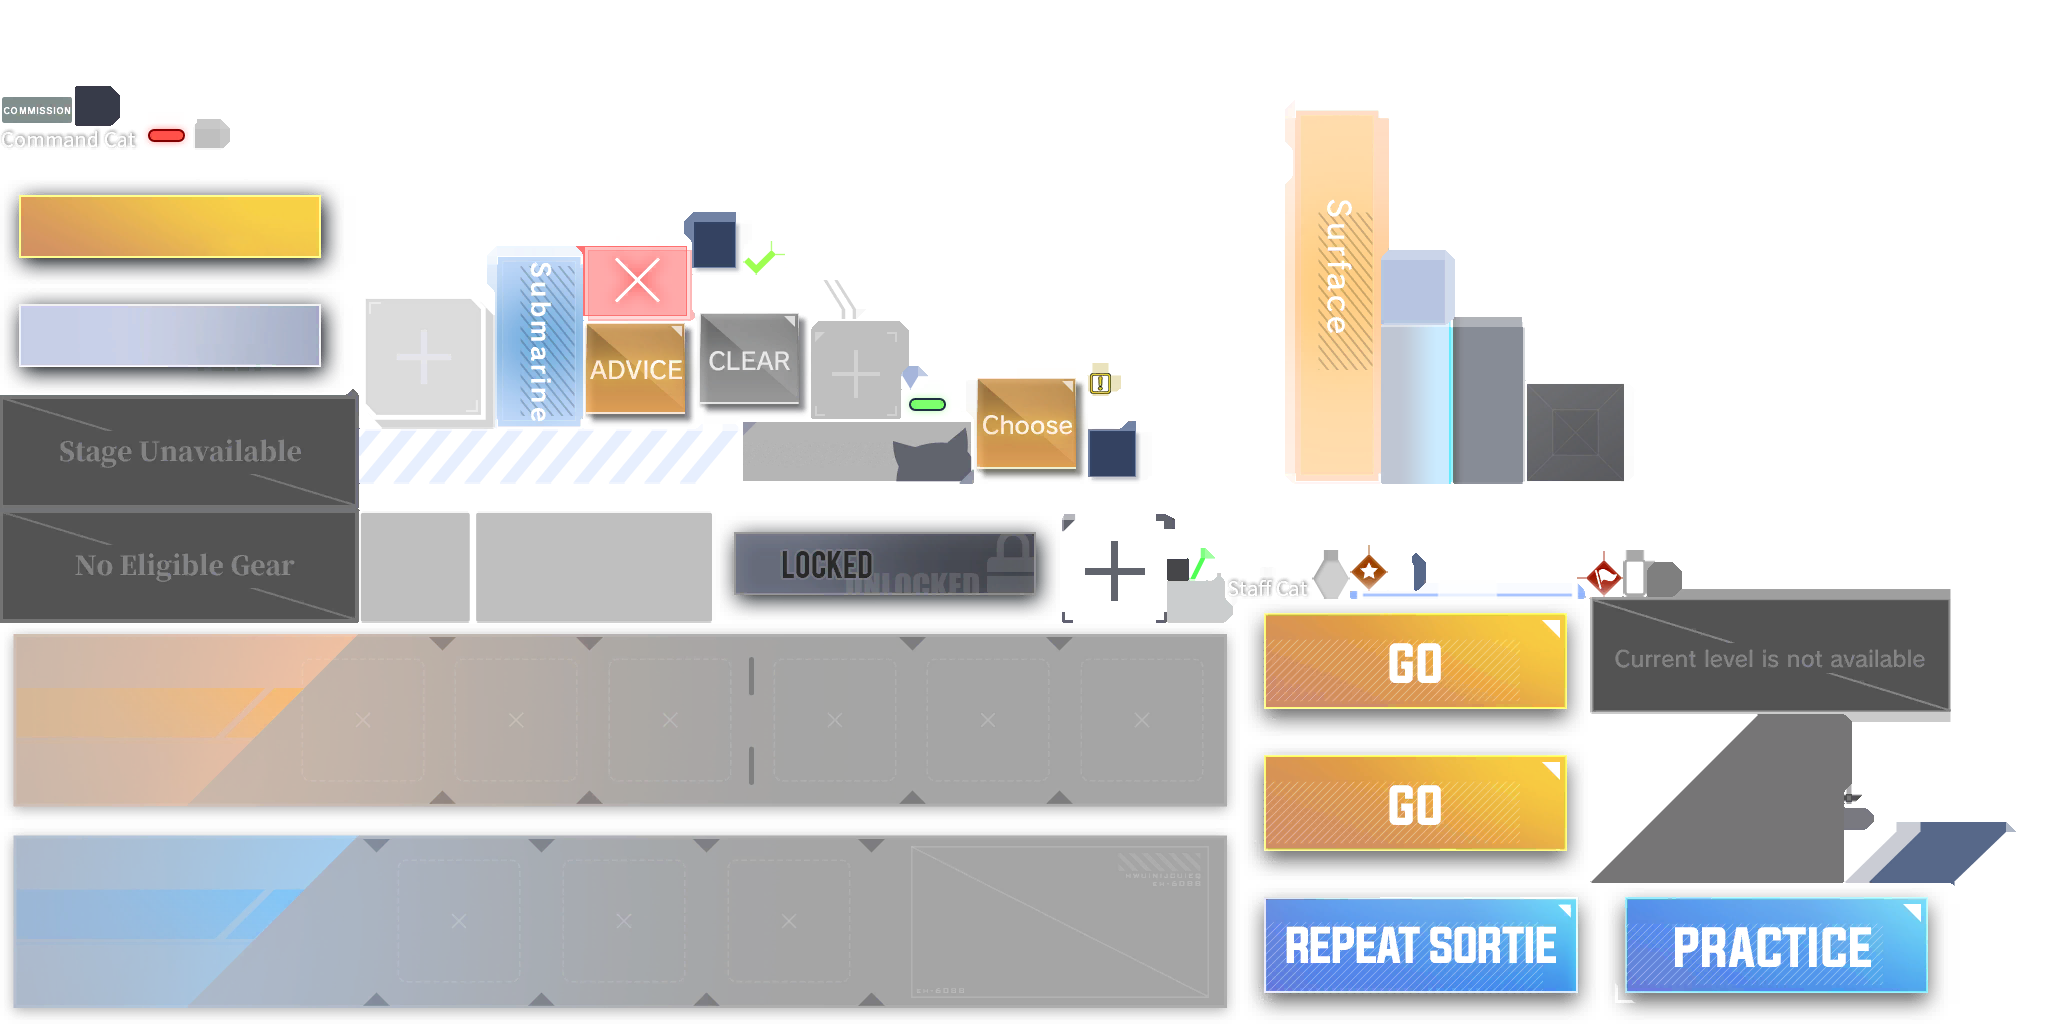 COMMISSION
Command Cat
Surface
Submarine
ADVICE
CLEAR
Choose
Stage Unavailable
No Eligible Gear
LOCKED
UNLOCKED
Staff Cat
GO
Current level is not available
GO
REPEAT SORTIE
PRACTICE